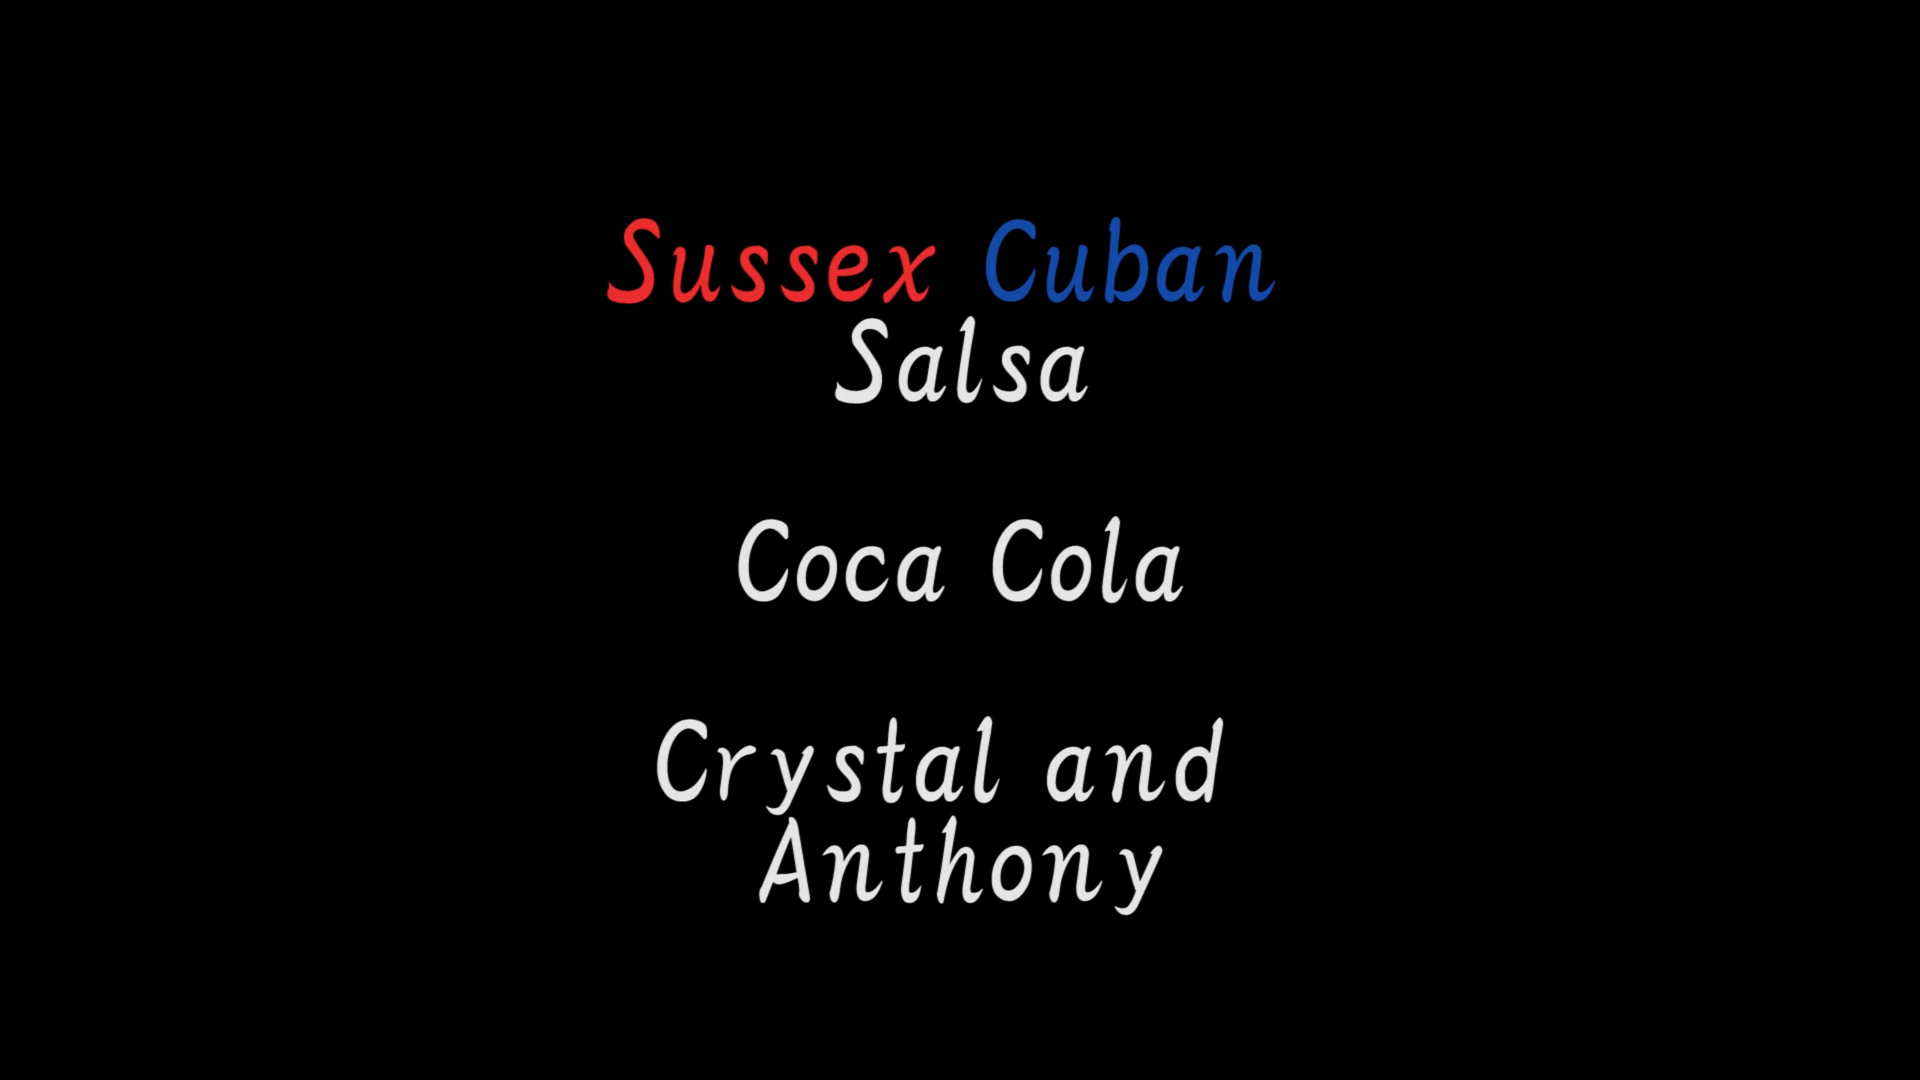 Sussex Cuban
Salsa
Coca Cola
Crystal and
Anthony